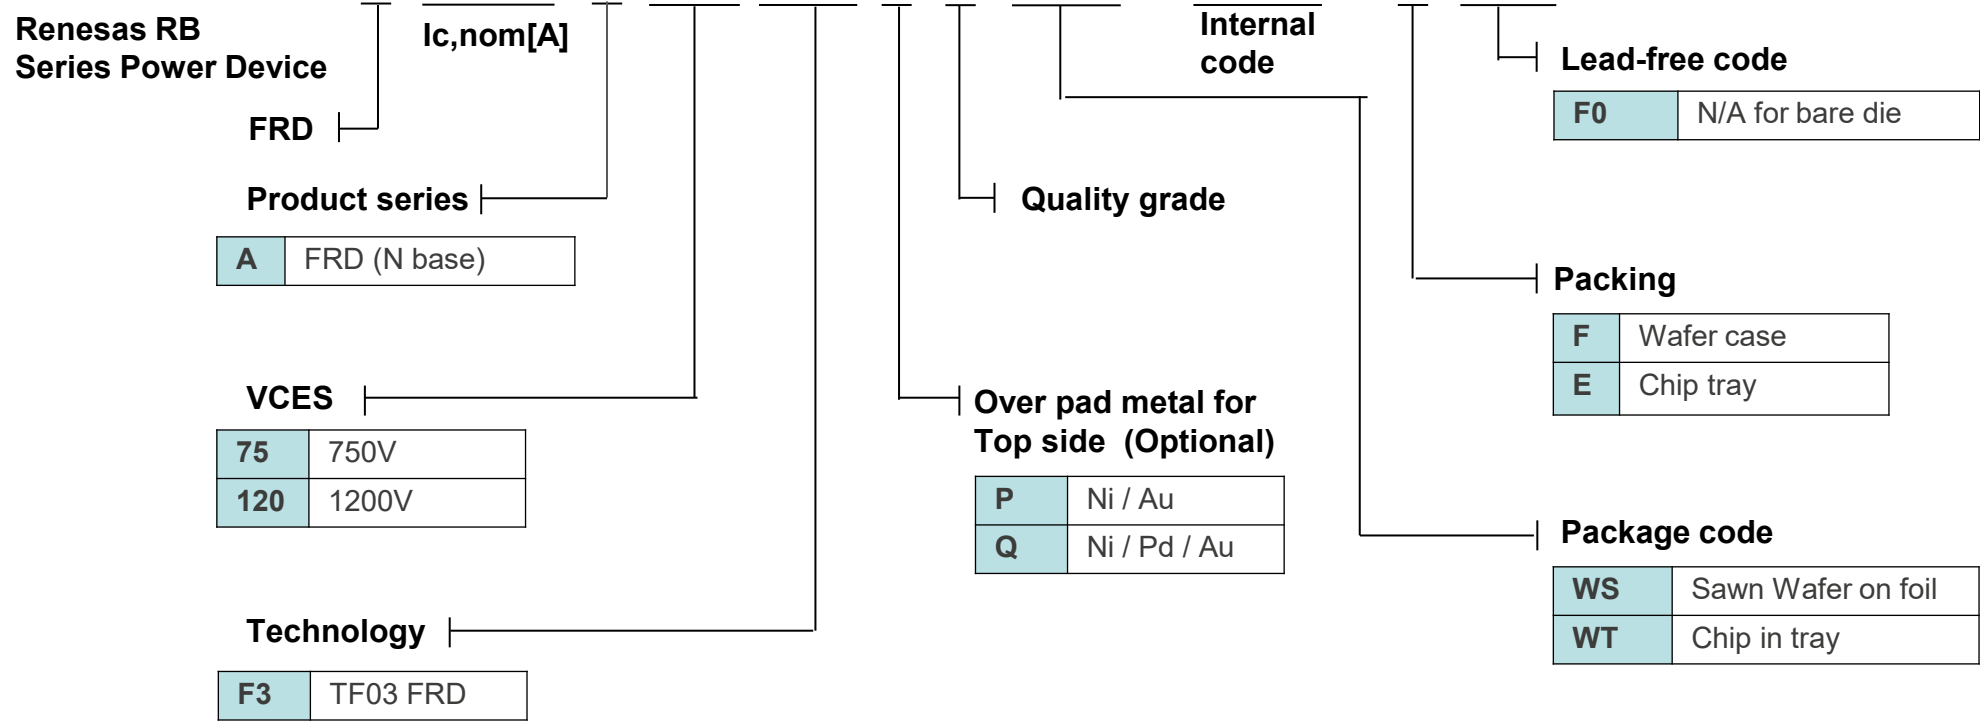 Renesas RB
Series Power Device
Ic,nom[A]
Internal
code
Lead-free code
F0 N/A for bare die
FRD
Product series
A FRD (N base)
Quality grade
Packing
F Wafer case
E Chip tray
VCES
75 750V
120 1200V
Over pad metal for
Top side (Optional)
P Ni / Au
Q Ni / Pd / Au
Package code
WS Sawn Wafer on foil
WT Chip in tray
Technology
F3 TF03 FRD